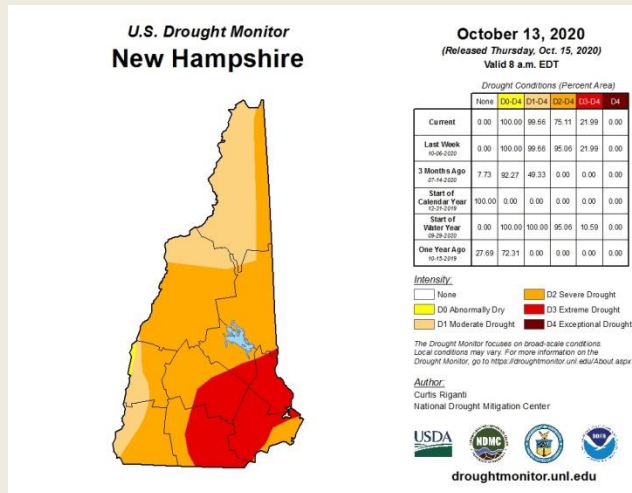 U.S. Drought Monitor
New Hampshire
October 13, 2020
(Released Thursday, Oct. 15, 2020)
Valid 8 a.m. EDT
Drought Conditions (Percent Area)
None D0-D4 D1-D4 D2-D4 D3-D4 D4
Current 0.00 100.00 99.66 75.11 21.99 0.00
Last Week
10-06-2020
0.00 100.00 99.66 95.06 21.99 0.00
3 Months Ago
07-14-2020
7.73 92.27 49.33 0.00 0.00 0.00
Start of
Calendar Year
12-31-2019
100.00 0.00 0.00 0.00 0.00 0.00
Start of
Water Year
09-29-2020
0.00 100.00 100.00 95.06 10.59 0.00
One Year Ago
10-15-2019
27.69 72.31 0.00 0.00 0.00 0.00
Intensity:
None
D0 Abnormally Dry
D1 Moderate Drought
D2 Severe Drought
D3 Extreme Drought
D4 Exceptional Drought
The Drought Monitor focuses on broad-scale conditions.
Local conditions may vary. For more information on the
Drought Monitor, go to https://droughtmonitor.unl.edu/About.aspx
Author:
Curtis Riganti
National Drought Mitigation Center
USDA
NDMC
droughtmonitor.unl.edu